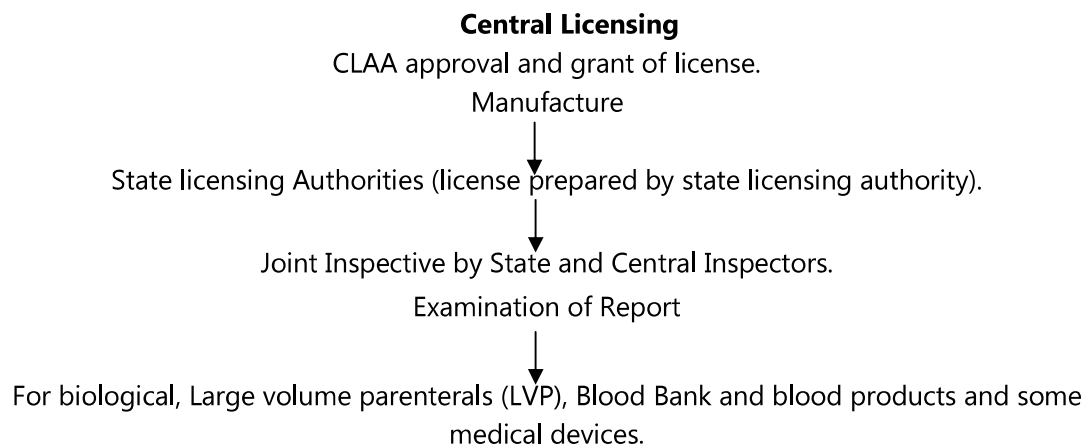 Central Licensing
CLAA approval and grant of license.
Manufacture
State licensing Authorities (license prepared by state licensing authority).
Joint Inspective by State and Central Inspectors.
Examination of Report
For biological, Large volume parenterals (LVP), Blood Bank and blood products and some
medical devices.